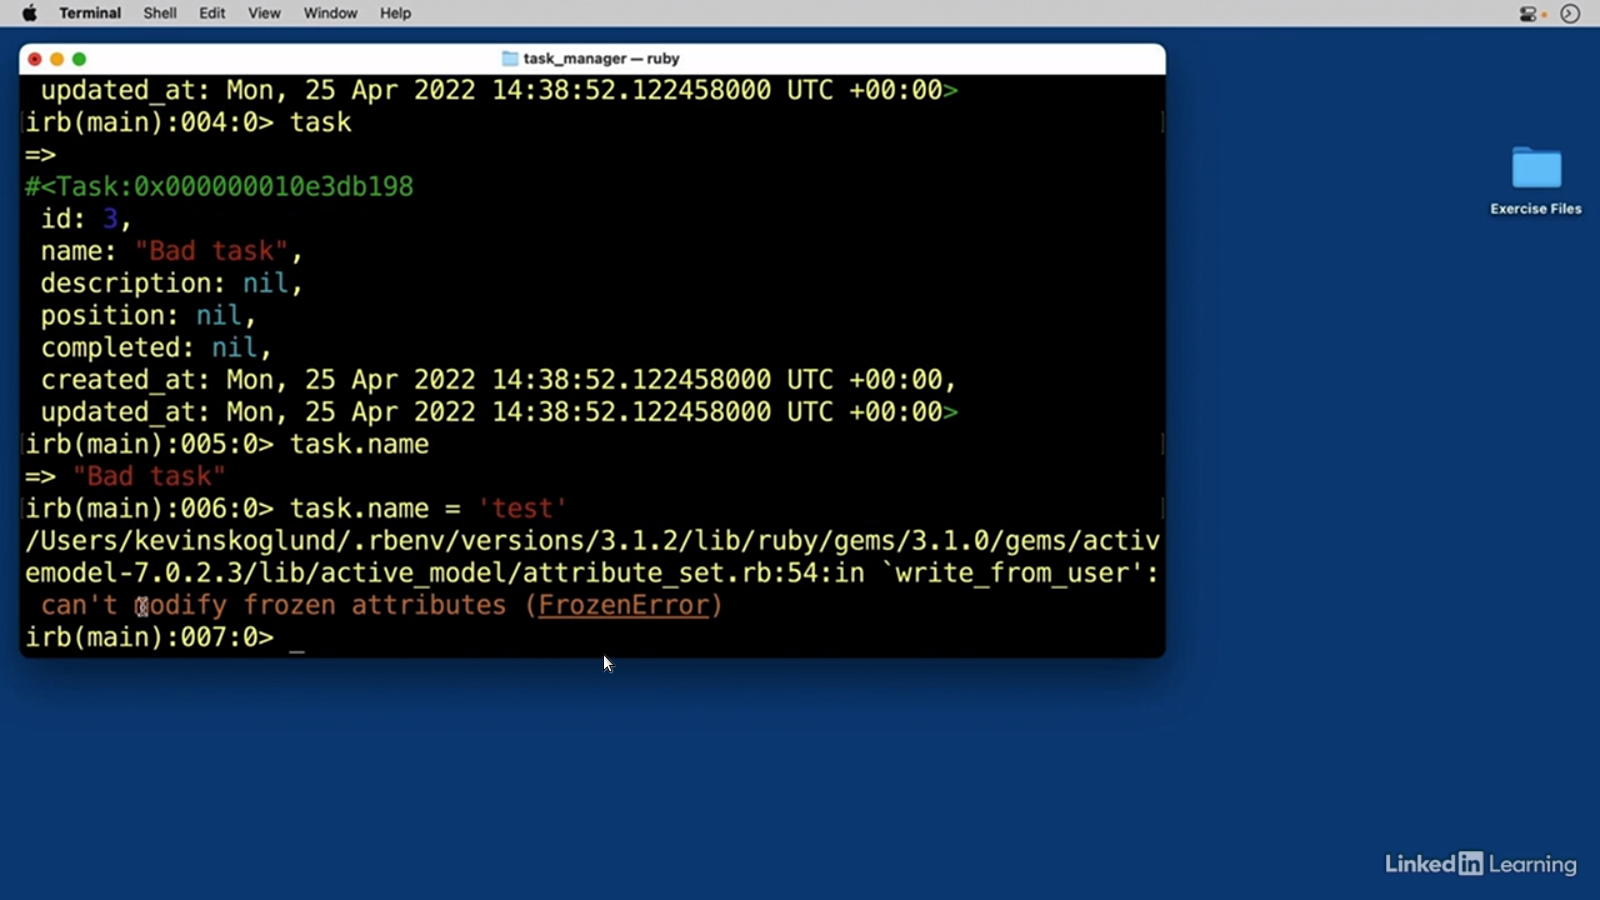 Terminal Shell Edit View Window Help
task_manager — ruby
updated_at: Mon, 25 Apr 2022 14:38:52.122458000 UTC +00:00>
irb(main):004:0> task
=>
#<Task:0x000000010e3db198
id: 3,
name: "Bad task",
description: nil,
position: nil,
completed: nil,
created_at: Mon, 25 Apr 2022 14:38:52.122458000 UTC +00:00,
updated_at: Mon, 25 Apr 2022 14:38:52.122458000 UTC +00:00>
irb(main):005:0> task.name
=> "Bad task"
irb(main):006:0> task.name = 'test'
/Users/kevinskoglund/.rbenv/versions/3.1.2/lib/ruby/gems/3.1.0/gems/activ
emodel-7.0.2.3/lib/active_model/attribute_set.rb:54:in `write_from_user':
can't modify frozen attributes (FrozenError)
irb(main):007:0> _
Exercise Files
LinkedIn Learning